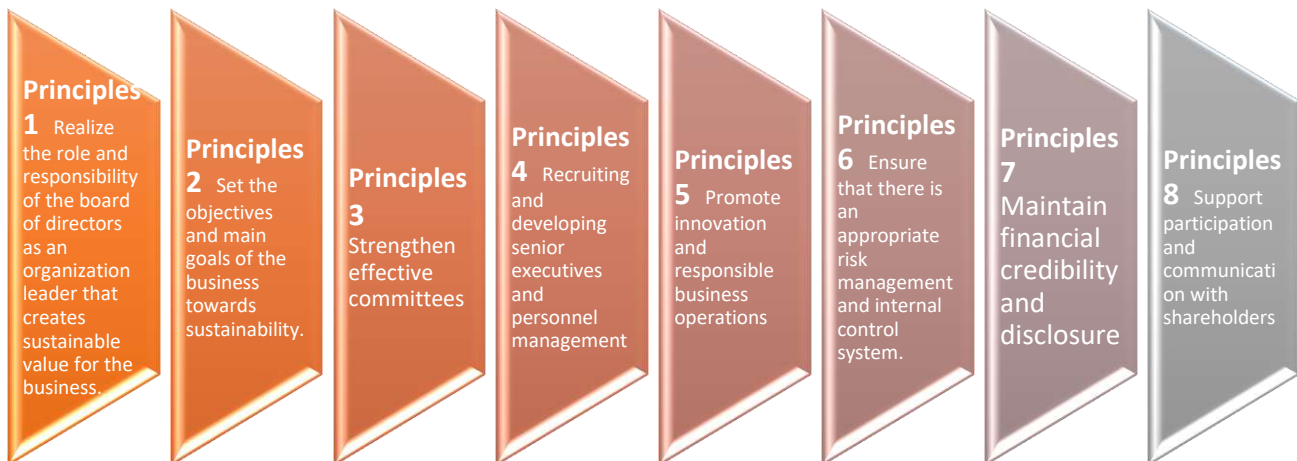 Principles
1 Realize
the role and
responsibility
of the board
of directors
as an
organization
leader that
creates
sustainable
value for the
business.
Principles
2 Set the
objectives
and main
goals of the
business
towards
sustainability.
Principles
3
Strengthen
effective
committees
Principles
4 Recruiting
and
developing
senior
executives
and
personnel
management
Principles
5 Promote
innovation
and
responsible
business
operations
Principles
6 Ensure
that there is
an
appropriate
risk
management
and internal
control
system.
Principles
7
Maintain
financial
credibility
and
disclosure
Principles
8 Support
participation
and
communicati
on with
shareholders